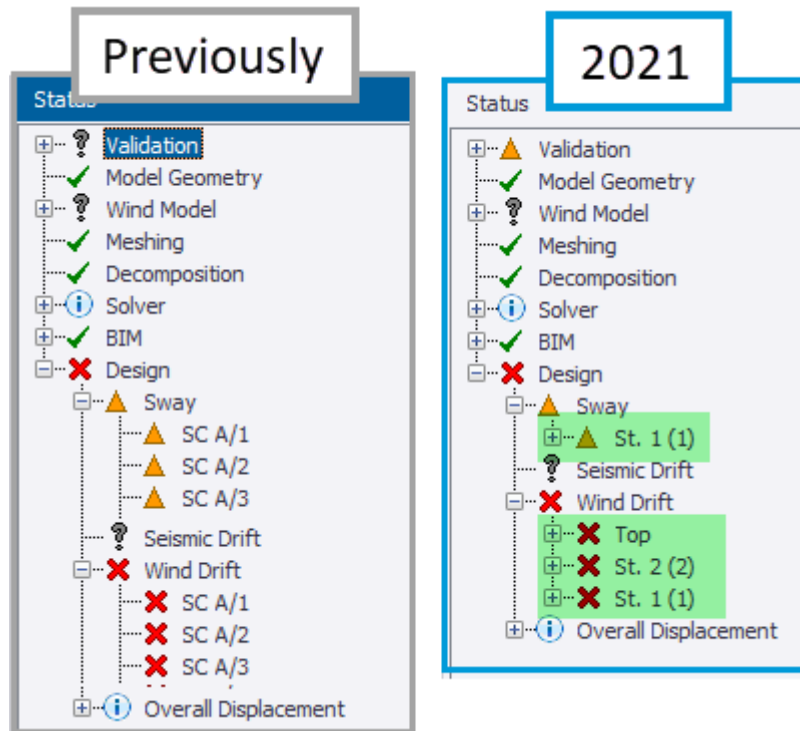 Previously
Status
Validation
Model Geometry
Wind Model
Meshing
Decomposition
Solver
BIM
Design
Sway
SC A/1
SC A/2
SC A/3
Seismic Drift
Wind Drift
SC A/1
SC A/2
SC A/3
Overall Displacement
2021
Status
Validation
Model Geometry
Wind Model
Meshing
Decomposition
Solver
BIM
Design
Sway
St. 1 (1)
Seismic Drift
Wind Drift
Top
St. 2 (2)
St. 1 (1)
Overall Displacement